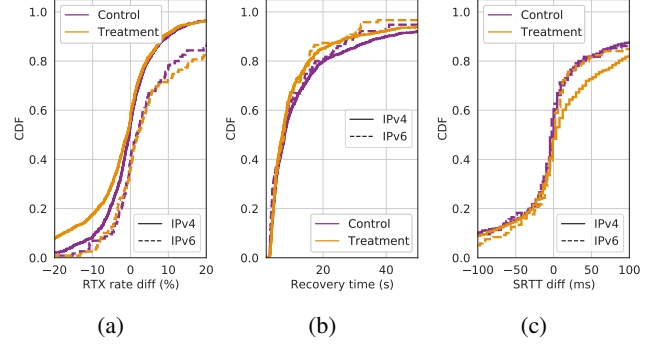 1.0
0.8
0.6
0.4
0.2
0.0
CDF
Control
Treatment
IPv4
IPv6
−20
−10
0
10
20
RTX rate diff (%)
(a)
1.0
0.8
0.6
0.4
0.2
0.0
CDF
IPv4
IPv6
Control
Treatment
20
40
Recovery time (s)
(b)
1.0
0.8
0.6
0.4
0.2
0.0
CDF
Control
Treatment
IPv4
IPv6
−100
−50
0
50
100
SRTT diff (ms)
(c)